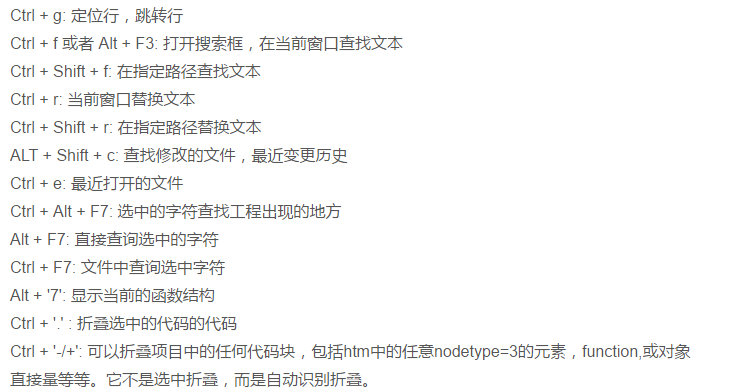 Ctrl + g: 定位行，跳转行
Ctrl + f 或者 Alt + F3: 打开搜索框，在当前窗口查找文本
Ctrl + Shift + f: 在指定路径查找文本
Ctrl + r: 当前窗口替换文本
Ctrl + Shift + r: 在指定路径替换文本
ALT + Shift + c: 查找修改的文件，最近变更历史
Ctrl + e: 最近打开的文件
Ctrl + Alt + F7: 选中的字符查找工程出现的地方
Alt + F7: 直接查询选中的字符
Ctrl + F7: 文件中查询选中字符
Alt + '7': 显示当前的函数结构
Ctrl + '.' : 折叠选中的代码的代码
Ctrl + '-/+': 可以折叠项目中的任何代码块，包括htm中的任意nodetype=3的元素，function,或对象
直接量等等。它不是选中折叠，而是自动识别折叠。